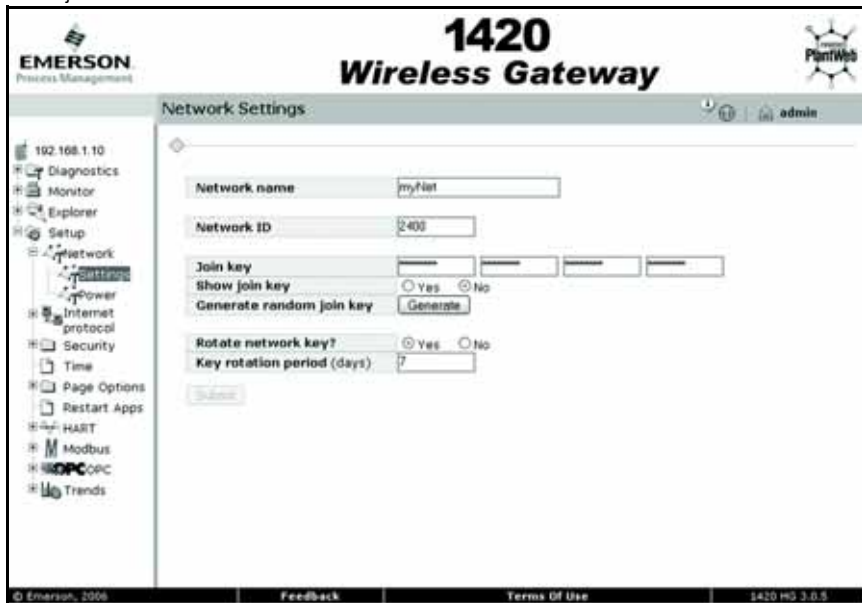 EMERSON
Process Management
1420
Wireless Gateway
PlantWeb
Network Settings
admin
192.168.1.10
Diagnostics
Monitor
Explorer
Setup
Network
Settings
Power
Internet
protocol
Security
Time
Page Options
Restart Apps
HART
Modbus
OPC OPC
Trends
Network name
myNet
Network ID
2400
Join key
Show join key
Yes No
Generate random join key
Generate
Rotate network key?
Yes No
Key rotation period (days)
7
Submit
© Emerson, 2006
Feedback
Terms Of Use
1420 HG 3.0.5